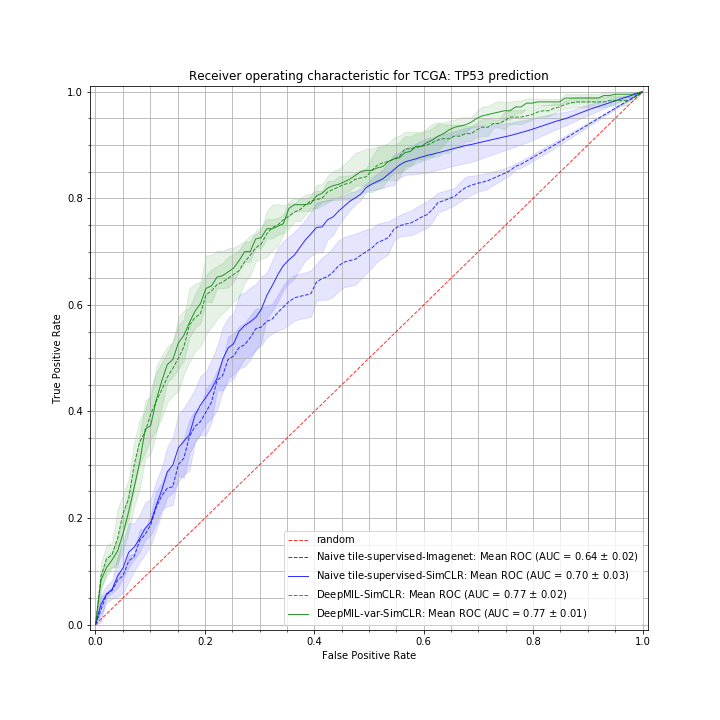 Receiver operating characteristic for TCGA: TP53 prediction
1.0
0.8
0.6
0.4
0.2
0.0
True Positive Rate
random
Naive tile-supervised-Imagenet: Mean ROC (AUC = 0.64 ± 0.02)
Naive tile-supervised-SimCLR: Mean ROC (AUC = 0.70 ± 0.03)
DeepMIL-SimCLR: Mean ROC (AUC = 0.77 ± 0.02)
DeepMIL-var-SimCLR: Mean ROC (AUC = 0.77 ± 0.01)
0.0 0.2 0.4 0.6 0.8 1.0
False Positive Rate